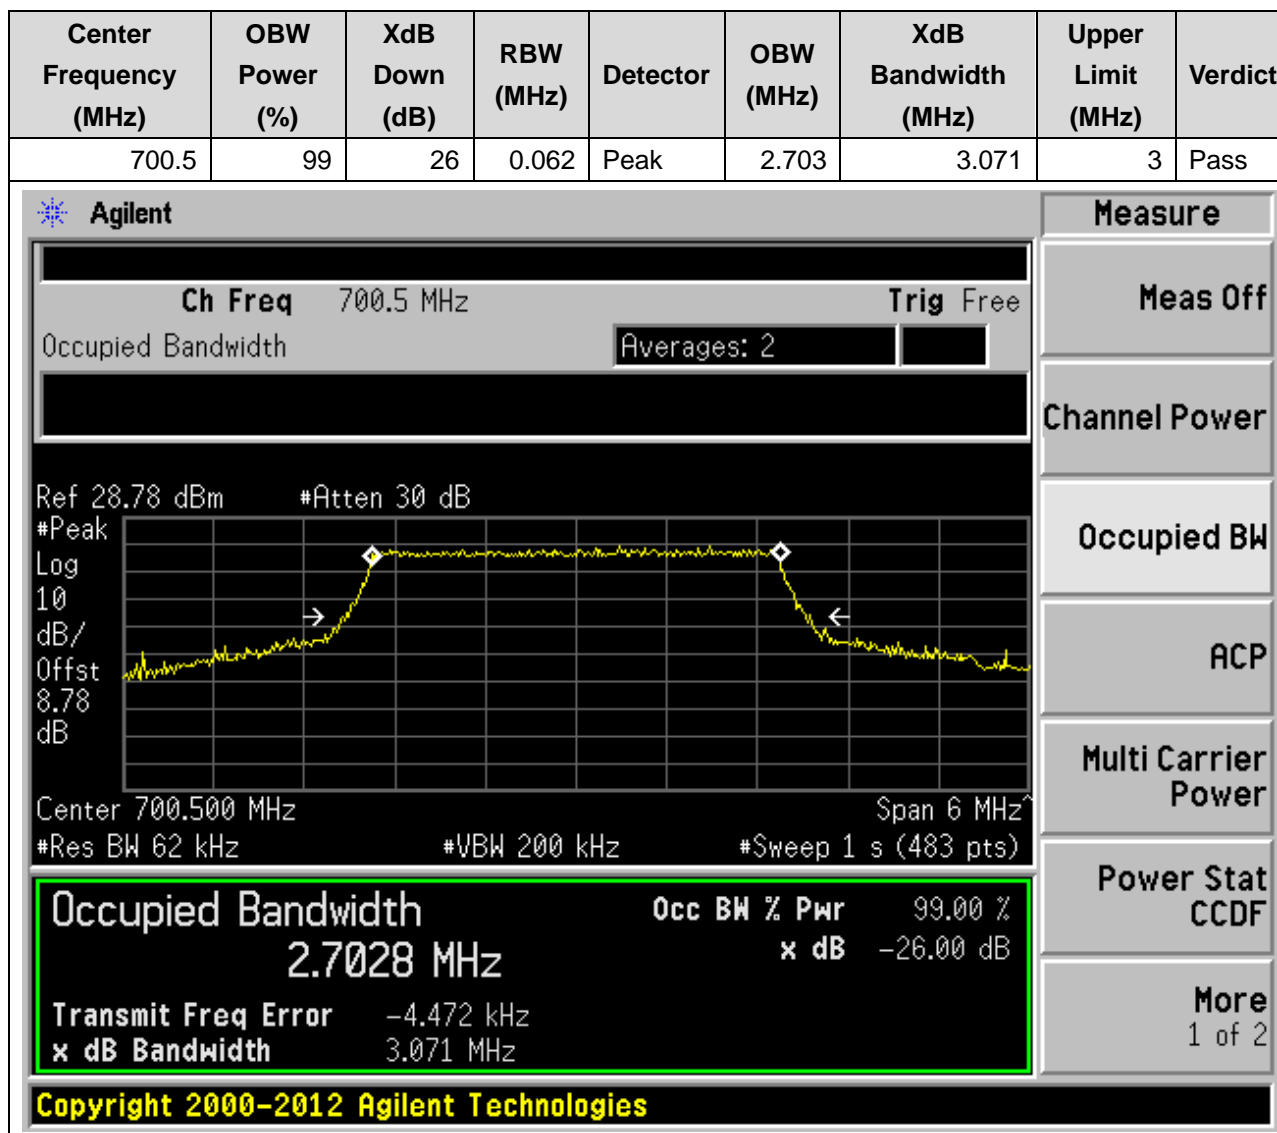 Center Frequency (MHz) OBW Power (%) XdB Down (dB) RBW (MHz) Detector OBW (MHz) XdB Bandwidth (MHz) Upper Limit (MHz) Verdict
700.5 99 26 0.062 Peak 2.703 3.071 3 Pass
Agilent
Ch Freq 700.5 MHz Trig Free
Occupied Bandwidth Averages: 2
Ref 28.78 dBm #Atten 30 dB
#Peak
Log
10
dB/
Offst
8.78
dB
Center 700.500 MHz Span 6 MHz^
#Res BW 62 kHz #VBW 200 kHz #Sweep 1 s (483 pts)
Occupied Bandwidth Occ BW % Pwr 99.00 %
2.7028 MHz x dB -26.00 dB
Transmit Freq Error -4.472 kHz
x dB Bandwidth 3.071 MHz
Copyright 2000-2012 Agilent Technologies
Measure
Meas Off
Channel Power
Occupied BW
ACP
Multi Carrier
Power
Power Stat
CCDF
More
1 of 2